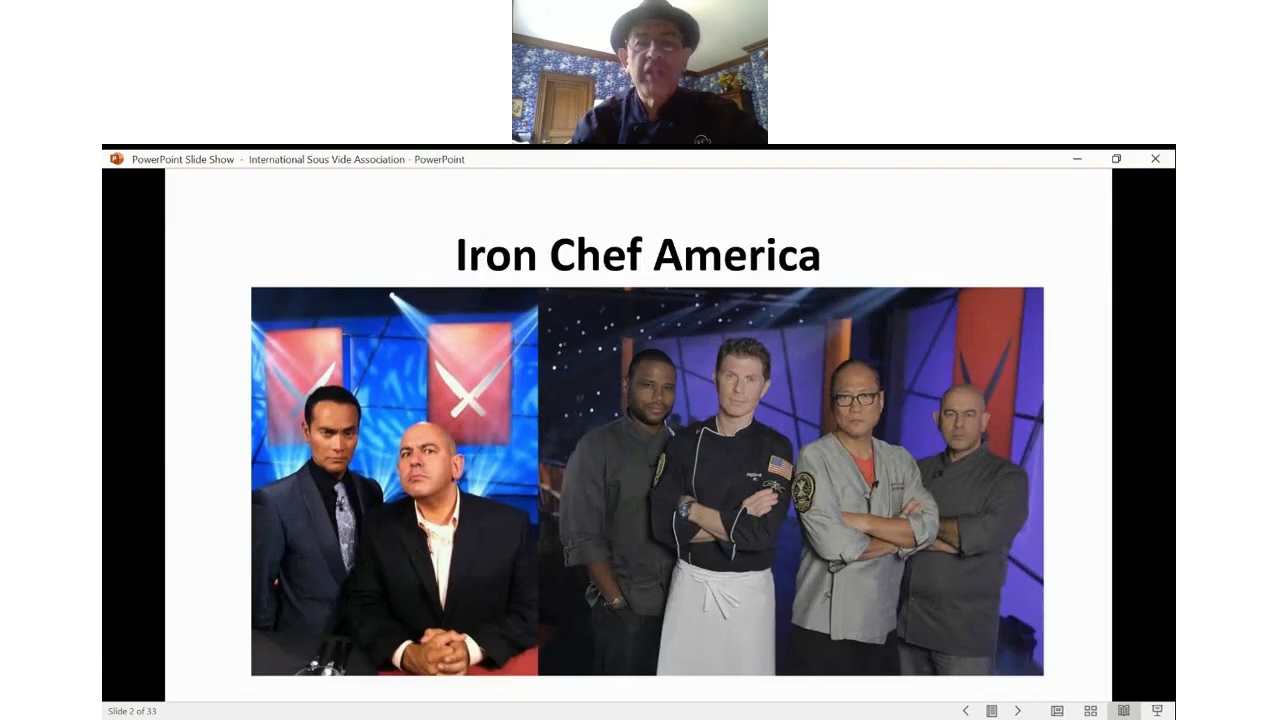 PowerPoint Slide Show - International Sous Vide Association - PowerPoint
Iron Chef America
Slide 2 of 33